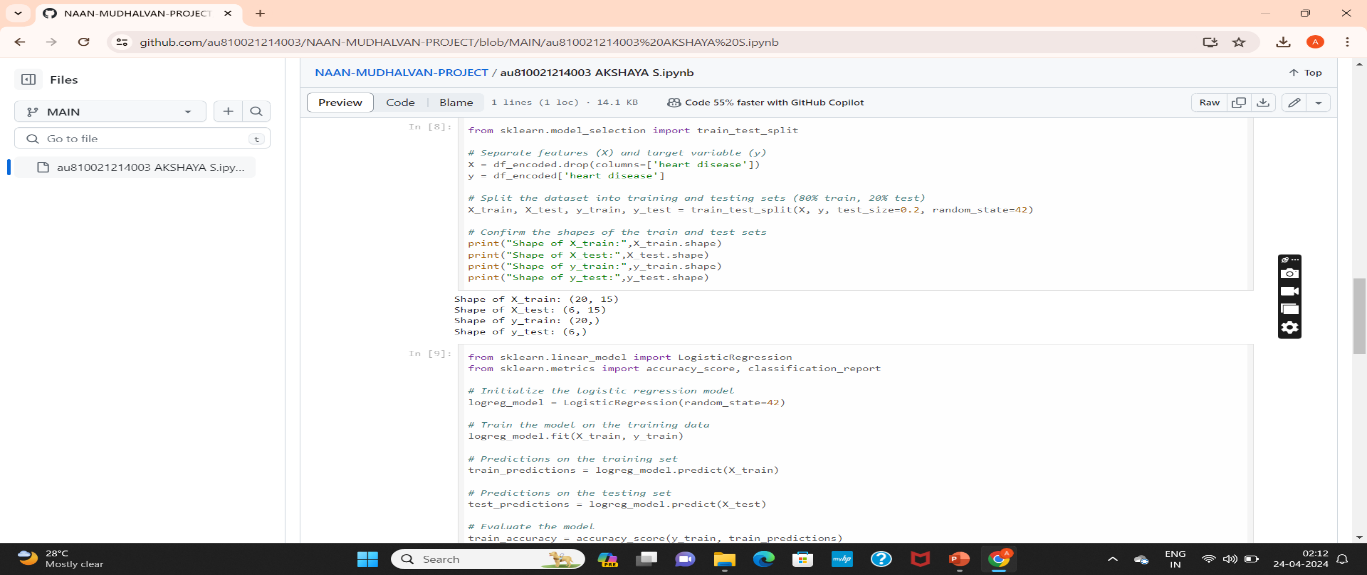 NAAN-MUDHALVAN-PROJECT
github.com/au810021214003/NAAN-MUDHALVAN-PROJECT/blob/MAIN/au810021214003%20AKSHAYA%20S.ipynb
A
Files
MAIN
Go to file
t
au810021214003 AKSHAYA S.ipy...
NAAN-MUDHALVAN-PROJECT / au810021214003 AKSHAYA S.ipynb
Top
Preview Code Blame 1 lines (1 loc) · 14.1 KB Code 55% faster with GitHub Copilot Raw
In [8]:
from sklearn.model_selection import train_test_split
# Separate features (X) and target variable (y)
X = df_encoded.drop(columns=['heart disease'])
y = df_encoded['heart disease']
# Split the dataset into training and testing sets (80% train, 20% test)
X_train, X_test, y_train, y_test = train_test_split(X, y, test_size=0.2, random_state=42)
# Confirm the shapes of the train and test sets
print("Shape of X_train:",X_train.shape)
print("Shape of X_test:",X_test.shape)
print("Shape of y_train:",y_train.shape)
print("Shape of y_test:",y_test.shape)
Shape of X_train: (20, 15)
Shape of X_test: (6, 15)
Shape of y_train: (20,)
Shape of y_test: (6,)
In [9]:
from sklearn.linear_model import LogisticRegression
from sklearn.metrics import accuracy_score, classification_report
# Initialize the logistic regression model
logreg_model = LogisticRegression(random_state=42)
# Train the model on the training data
logreg_model.fit(X_train, y_train)
# Predictions on the training set
train_predictions = logreg_model.predict(X_train)
# Predictions on the testing set
test_predictions = logreg_model.predict(X_test)
# Evaluate the model
train_accuracy = accuracy_score(y_train, train_predictions)
28°C
Mostly clear
Search
PRE
myhp
ENG
IN
02:12
24-04-2024